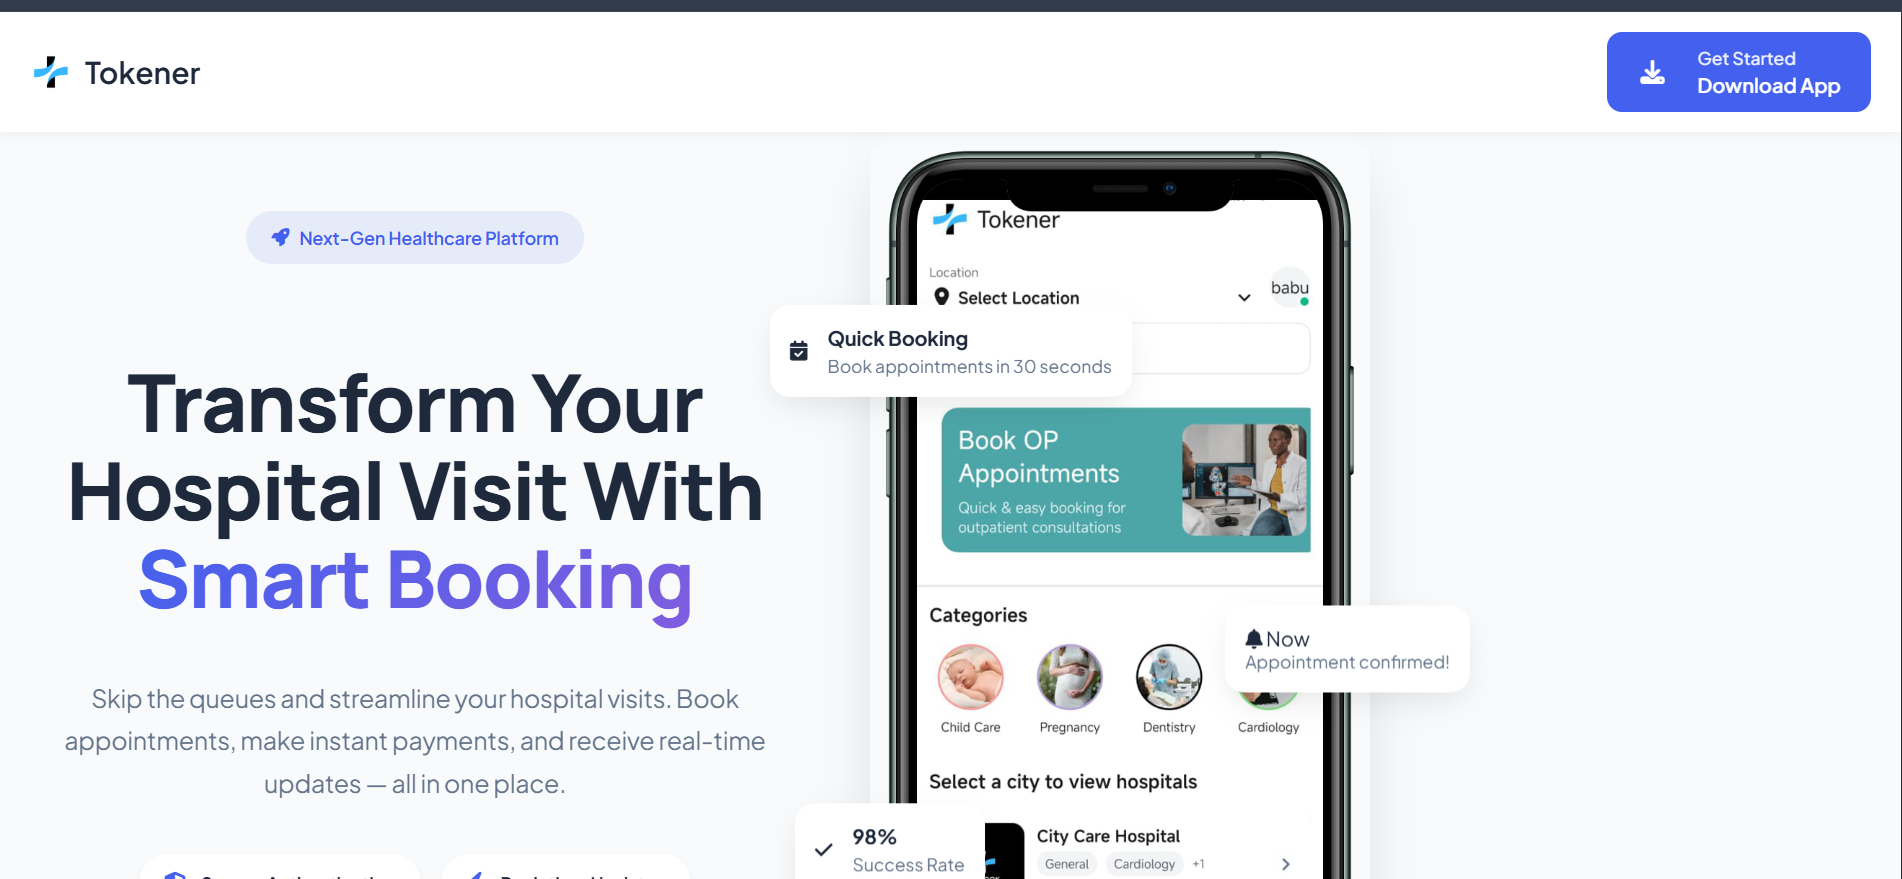 Tokener
Get Started
Download App
Next-Gen Healthcare Platform
Transform Your
Hospital Visit With
Smart Booking
Skip the queues and streamline your hospital visits. Book
appointments, make instant payments, and receive real-time
updates — all in one place.
Tokener
Location
Select Location
babu
Quick Booking
Book appointments in 30 seconds
Book OP
Appointments
Quick & easy booking for
outpatient consultations
Categories
Now
Appointment confirmed!
Child Care
Pregnancy
Dentistry
Cardiology
Select a city to view hospitals
98%
Success Rate
City Care Hospital
General
Cardiology
+1